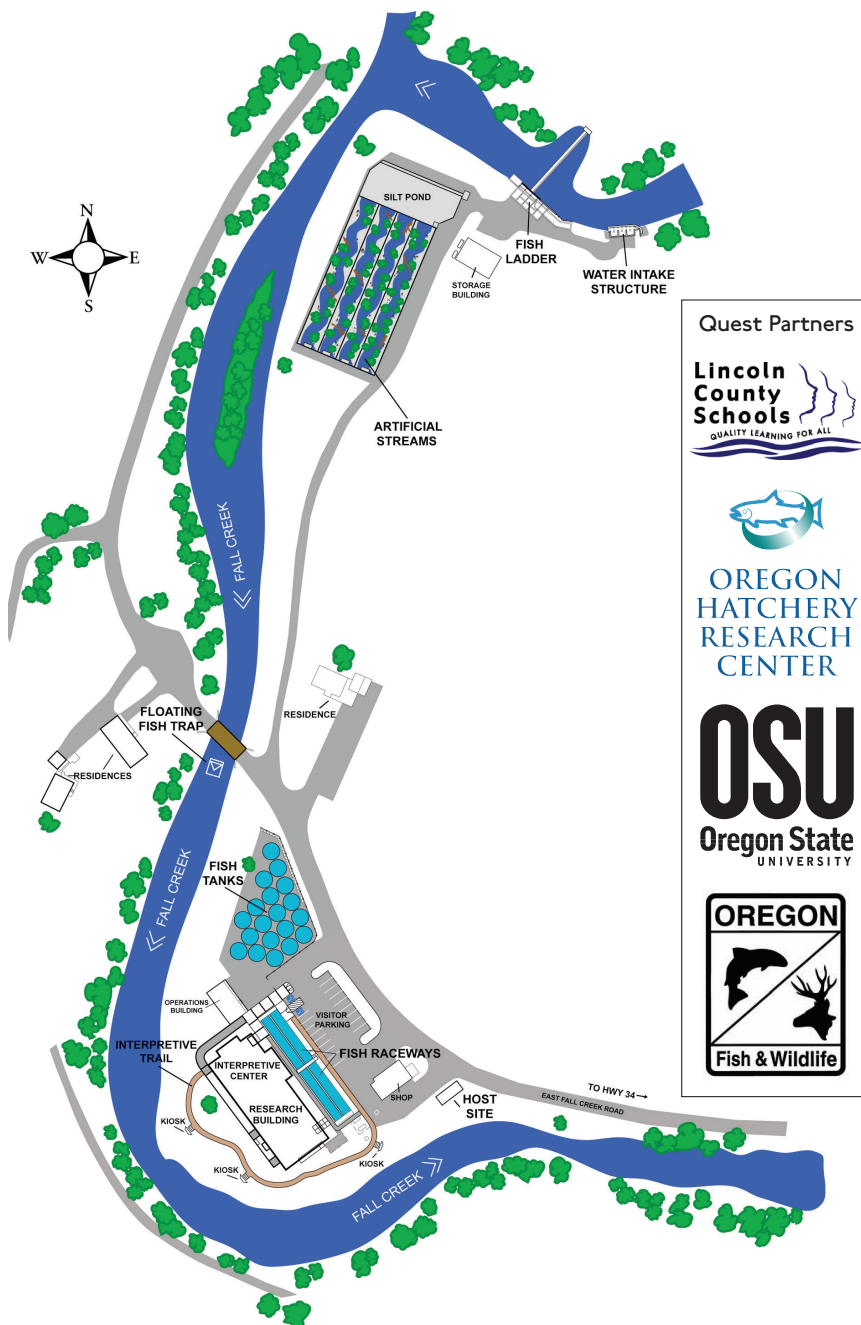 N
W
E
S
SILT POND
FISH
LADDER
STORAGE
BUILDING
WATER INTAKE
STRUCTURE
ARTIFICIAL
STREAMS
FALL CREEK
FLOATING
FISH TRAP
RESIDENCE
RESIDENCES
FISH
TANKS
FALL CREEK
OPERATIONS
BUILDING
VISITOR
PARKING
INTERPRETIVE
TRAIL
INTERPRETIVE
CENTER
FISH RACEWAYS
RESEARCH
BUILDING
SHOP
HOST
SITE
TO HWY 34
EAST FALL CREEK ROAD
KIOSK
KIOSK
KIOSK
FALL CREEK
Quest Partners
Lincoln
County
Schools
QUALITY LEARNING FOR ALL
OREGON
HATCHERY
RESEARCH
CENTER
OSU
Oregon State
UNIVERSITY
OREGON
Fish & Wildlife